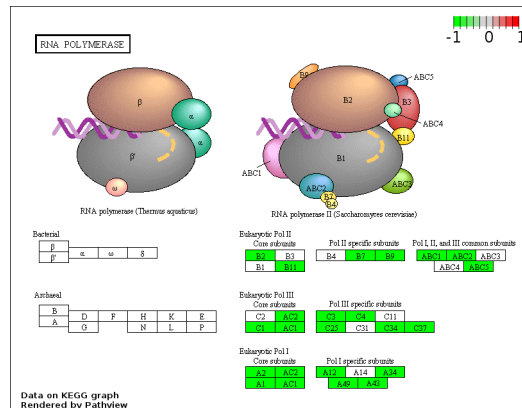 RNA POLYMERASE
-1 0 1
B9
ABC5
β
B2
B3
α
ABC4
B11
α
β'
B1
ABC1
ω
ABC2
ABC3
B7
B4
RNA polymerase (Thermus aquaticus)
RNA polymerase II (Saccharomyces cerevisiae)
Bacterial
β
β'
α ω δ
Eukaryotic Pol II
Core subunits
B2 B3
B1 B11
Pol II specific subunits
B4 B7 B9
Pol I, II, and III common subunits
ABC1 ABC2 ABC3
ABC4 ABC5
Archaeal
B
A
D F H K E
G N L P
Eukaryotic Pol III
Core subunits
C2 AC2
C1 AC1
Pol III specific subunits
C3 C4 C11
C25 C31 C34 C37
Eukaryotic Pol I
Core subunits
A2 AC2
A1 AC1
Pol I specific subunits
A12 A14 A34
A49 A43
Data on KEGG graph
Rendered by Pathview